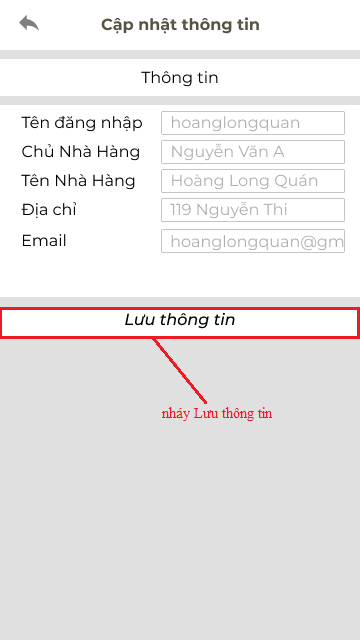 Cập nhật thông tin
Thông tin
Tên đăng nhập hoanglongquan
Chủ Nhà Hàng Nguyễn Văn A
Tên Nhà Hàng Hoàng Long Quán
Địa chỉ 119 Nguyễn Thi
Email hoanglongquan@gm
Lưu thông tin
nháy Lưu thông tin